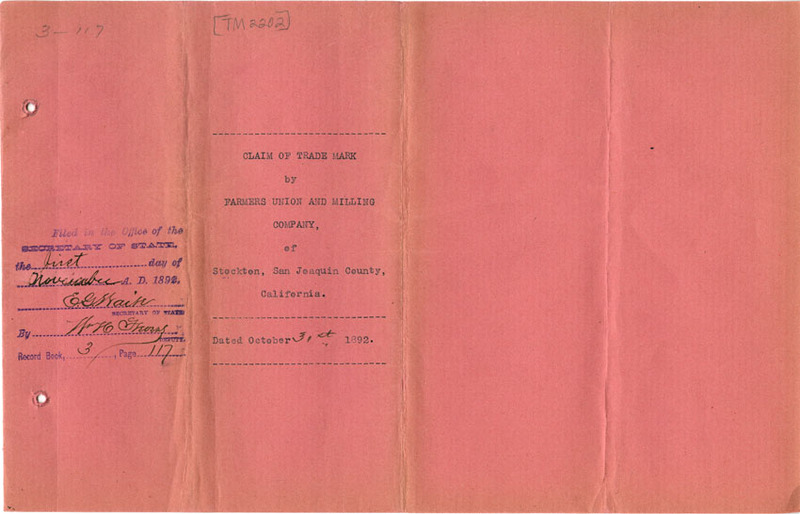 3-117
[TM2202]
CLAIM OF TRADE MARK
by
FARMERS UNION AND MILLING
COMPANY,
of
Stockton, San Joaquin County,
California.
Dated October 31st 1892.
Filed in the Office of the
SECRETARY OF STATE,
the first day of
November A. D. 1892.
E. G. Waite
SECRETARY OF STATE
By W. H.
DEPUTY.
Record Book, 3, Page 117